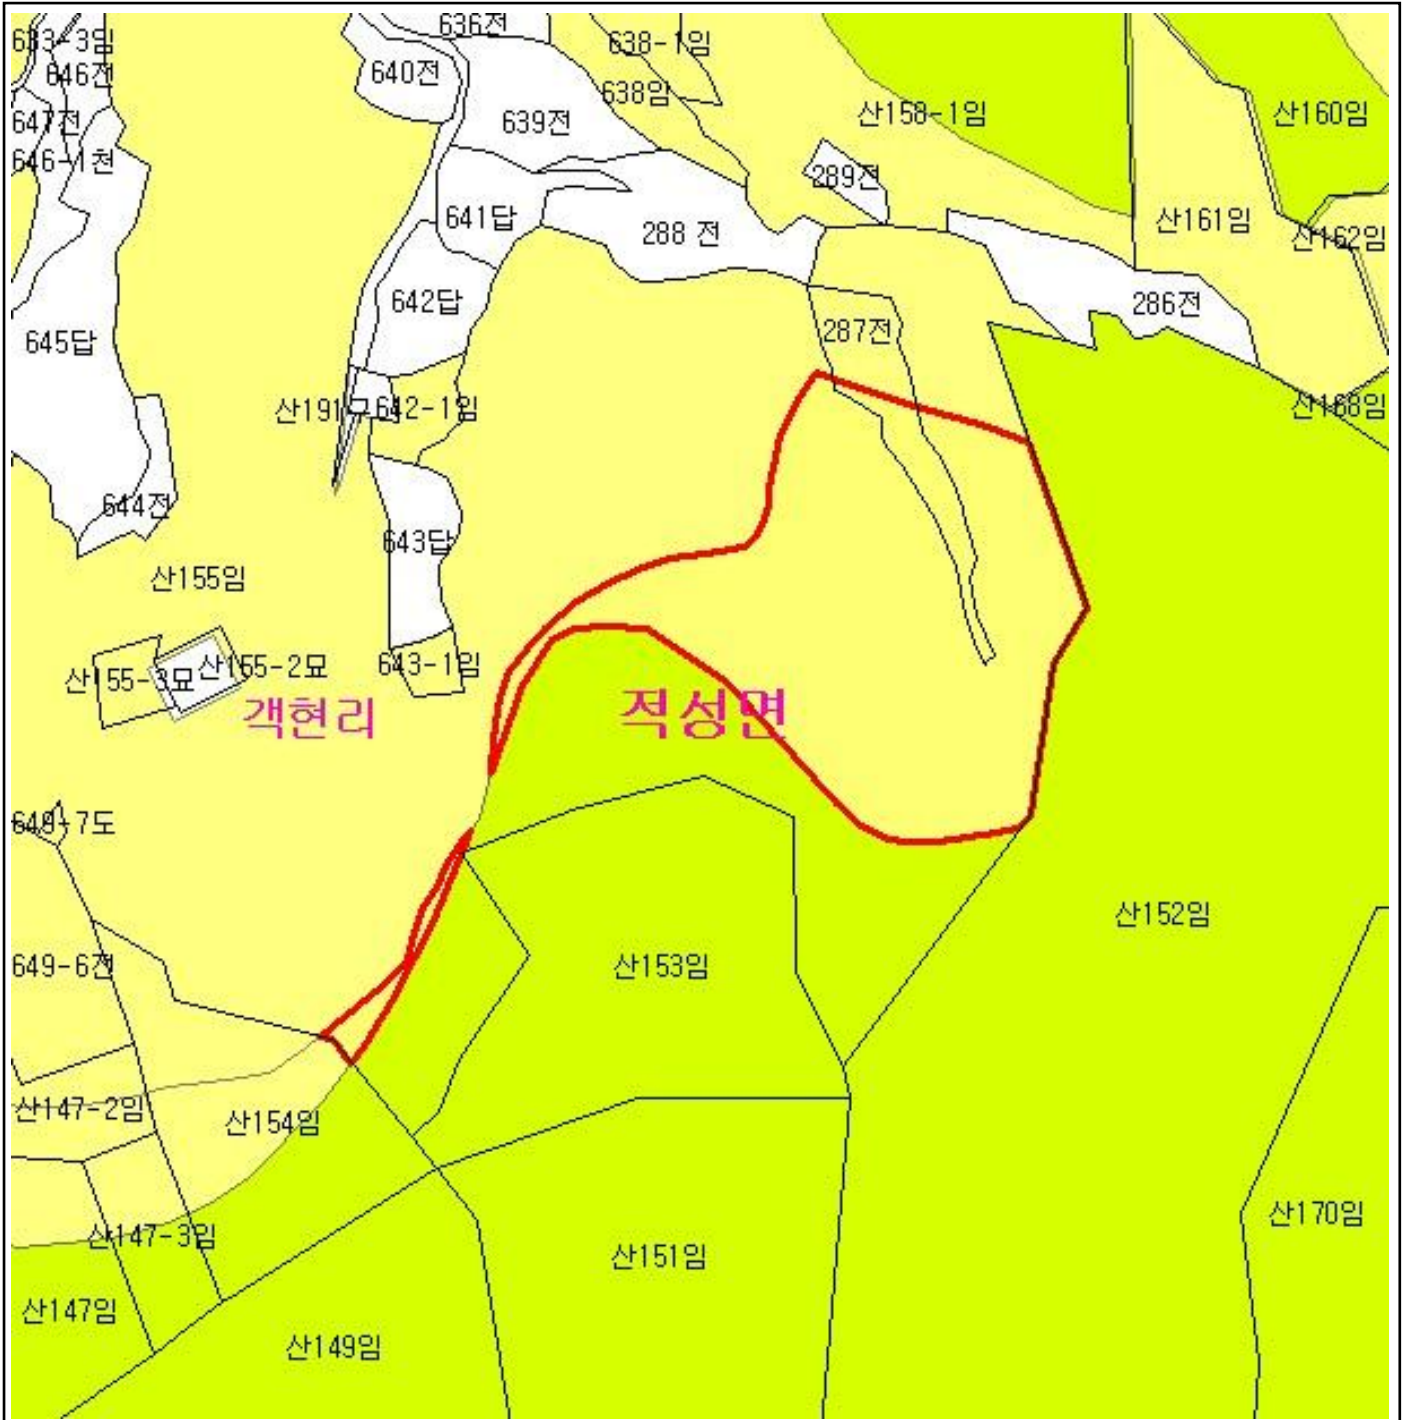 636전
633-3임
638-1임
646전
640전
638임
산158-1임
산160임
647전
639전
646-1천
289전
641답
288 전
산161임
산162임
642답
286전
645답
287전
642-1임
산168임
644전
643답
산155임
643-1임
산155-2묘
산155-3묘
객현리
적성면
649-7도
산152임
649-6전
산153임
산147-2임
산154임
산170임
산147-3임
산151임
산147임
산149임